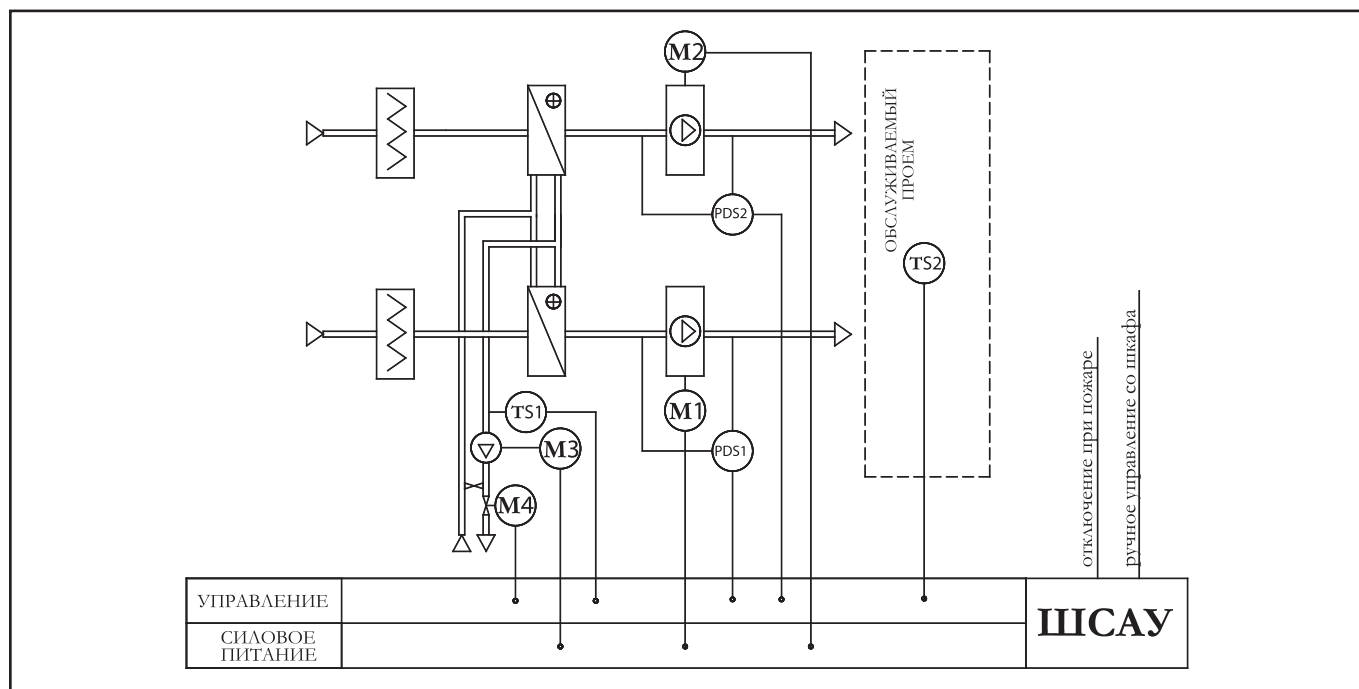 M2
ОБСЛУЖИВАЕМЫЙ
ПРОЕМ
PDS2
TS2
TS1
M1
M3
PDS1
M4
отключение при пожаре
ручное управление со шкафа
УПРАВЛЕНИЕ
СИЛОВОЕ
ПИТАНИЕ
ШСАУ